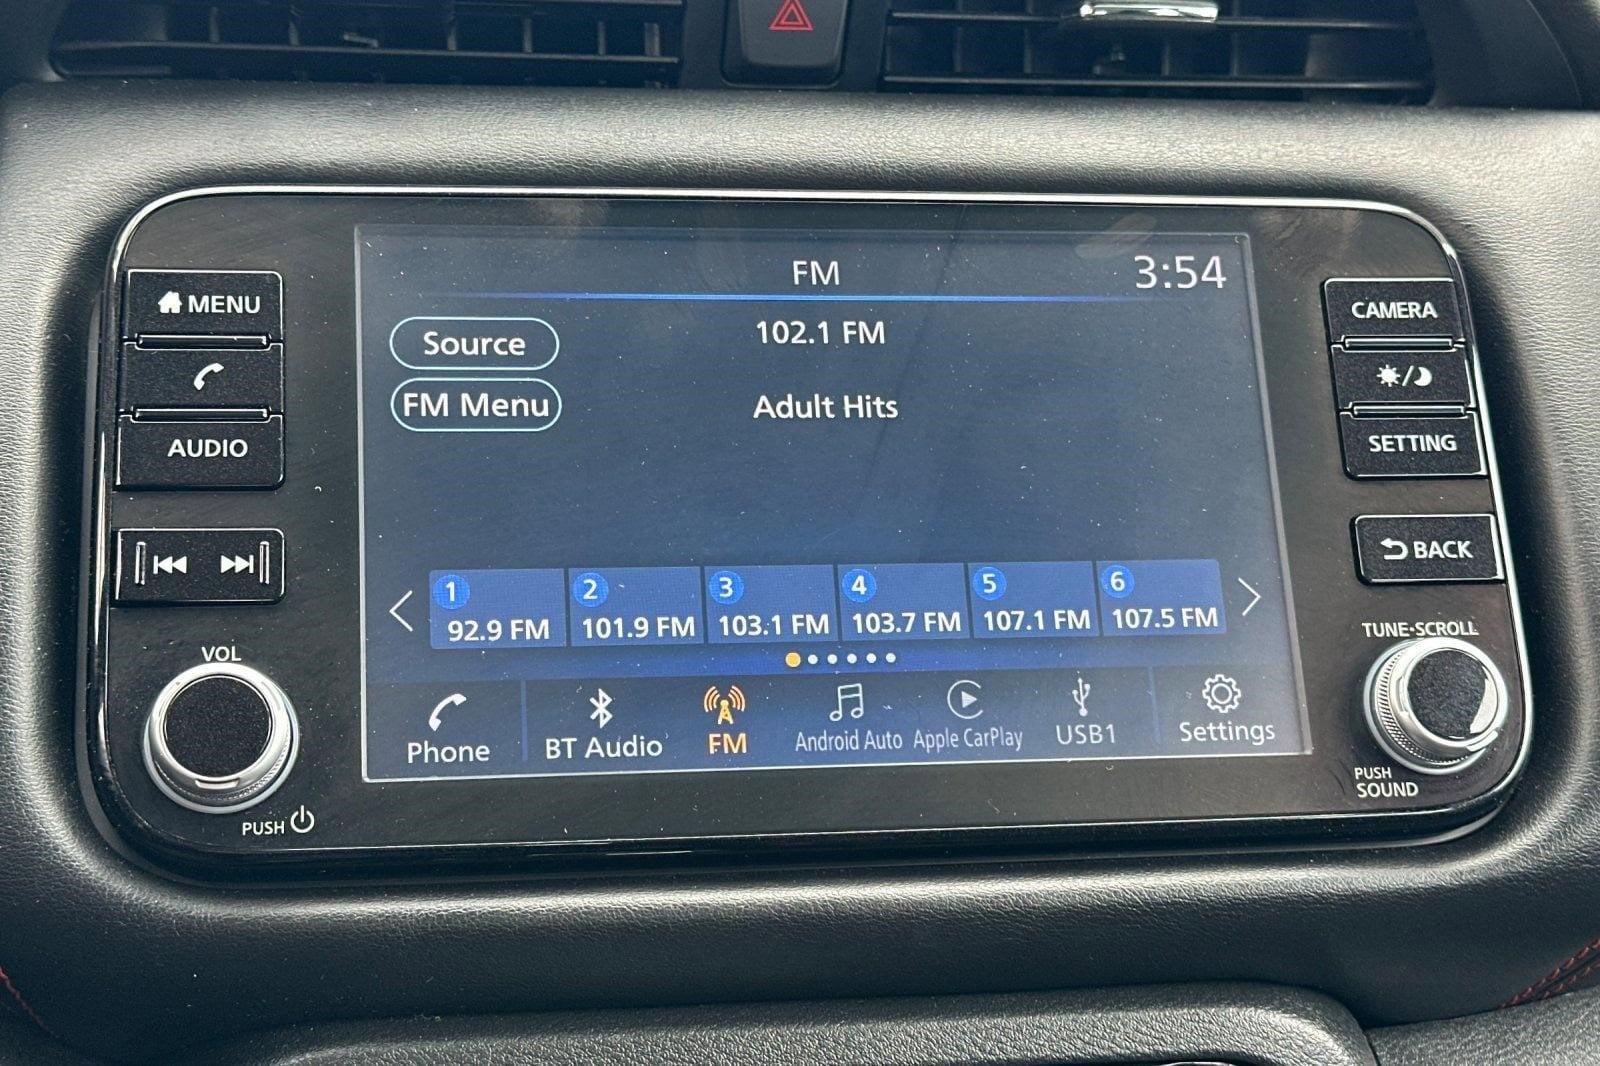 MENU
AUDIO
VOL
PUSH
FM
3:54
Source
102.1 FM
FM Menu
Adult Hits
1
92.9 FM
2
101.9 FM
3
103.1 FM
4
103.7 FM
5
107.1 FM
6
107.5 FM
Phone
BT Audio
FM
Android Auto
Apple CarPlay
USB1
Settings
CAMERA
SETTING
BACK
TUNE·SCROLL
PUSH
SOUND